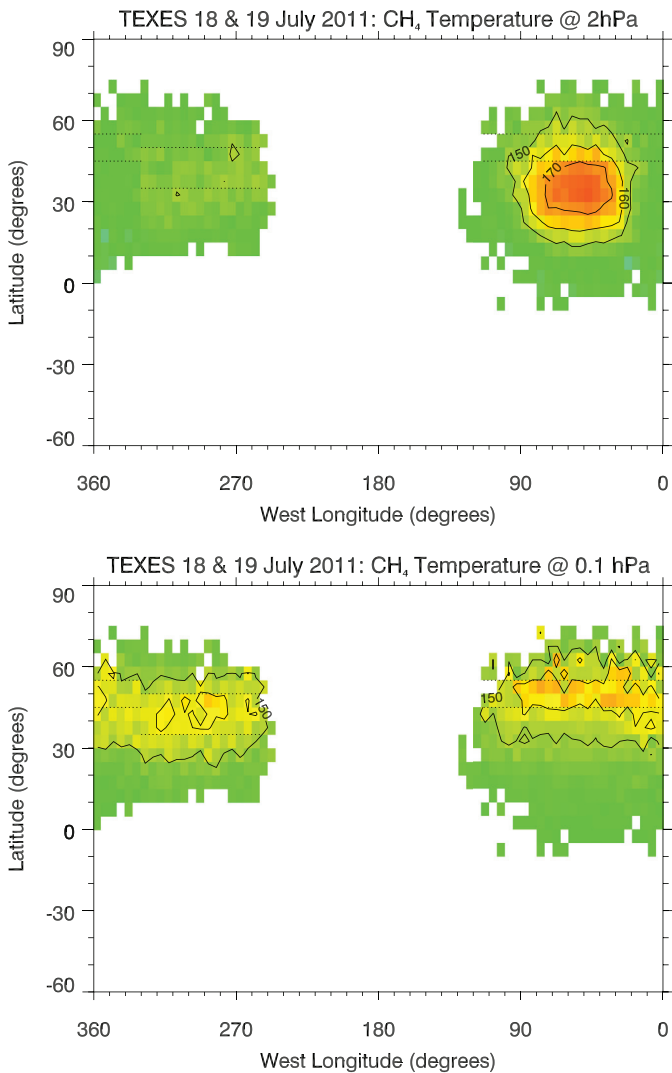 TEXES 18 & 19 July 2011: CH₄ Temperature @ 2hPa
90
60
30
0
-30
-60
Latitude (degrees)
150
170
160
360 270 180 90 0
West Longitude (degrees)
TEXES 18 & 19 July 2011: CH₄ Temperature @ 0.1 hPa
90
60
30
0
-30
-60
Latitude (degrees)
150
150
360 270 180 90 0
West Longitude (degrees)